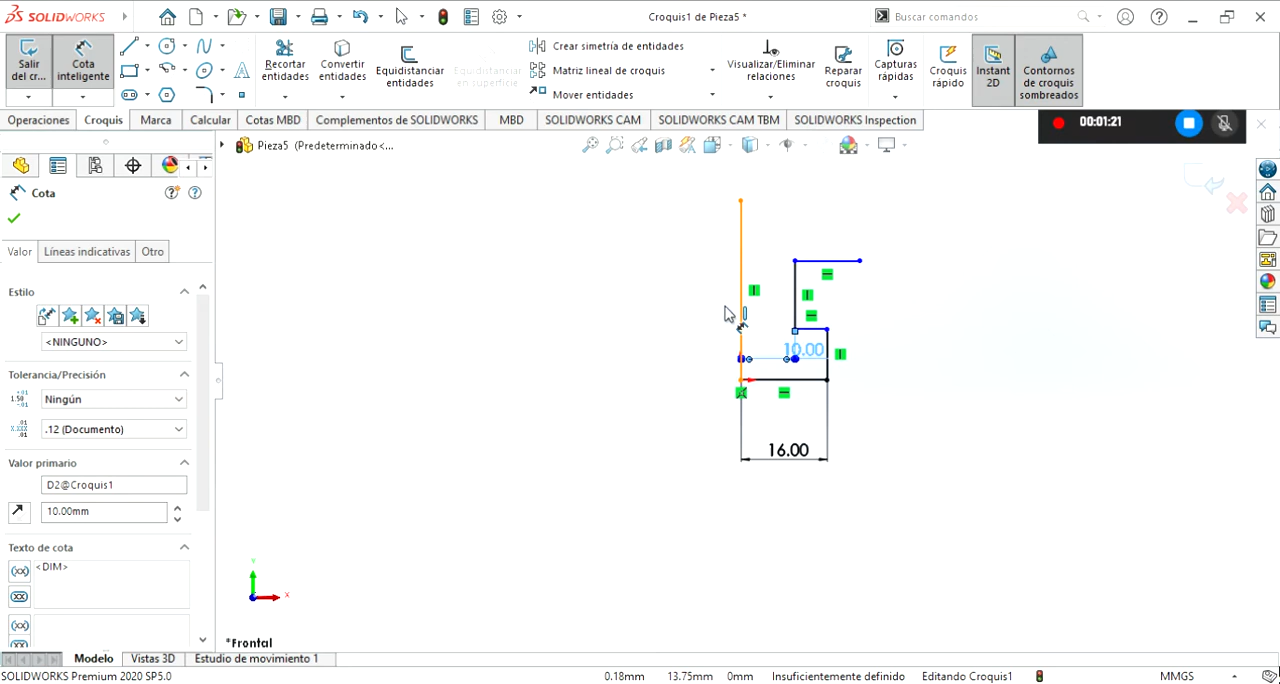 SOLIDWORKS
Croquis1 de Pieza5 *
Buscar comandos
Salir del cr...
Cota inteligente
Recortar entidades
Convertir entidades
Equidistanciar entidades
Equidistanciar en superficie
Crear simetría de entidades
Matriz lineal de croquis
Mover entidades
Visualizar/Eliminar relaciones
Reparar croquis
Capturas rápidas
Croquis rápido
Instant 2D
Contornos de croquis sombreados
Operaciones
Croquis
Marca
Calcular
Cotas MBD
Complementos de SOLIDWORKS
MBD
SOLIDWORKS CAM
SOLIDWORKS CAM TBM
SOLIDWORKS Inspection
00:01:21
Pieza5 (Predeterminado<...
Cota
Valor
Líneas indicativas
Otro
Estilo
<NINGUNO>
Tolerancia/Precisión
Ningún
.12 (Documento)
Valor primario
D2@Croquis1
10.00mm
Texto de cota
<DIM>
10.00
16.00
x
*Frontal
Modelo
Vistas 3D
Estudio de movimiento 1
SOLIDWORKS Premium 2020 SP5.0
0.18mm
13.75mm
0mm
Insuficientemente definido
Editando Croquis1
MMGS